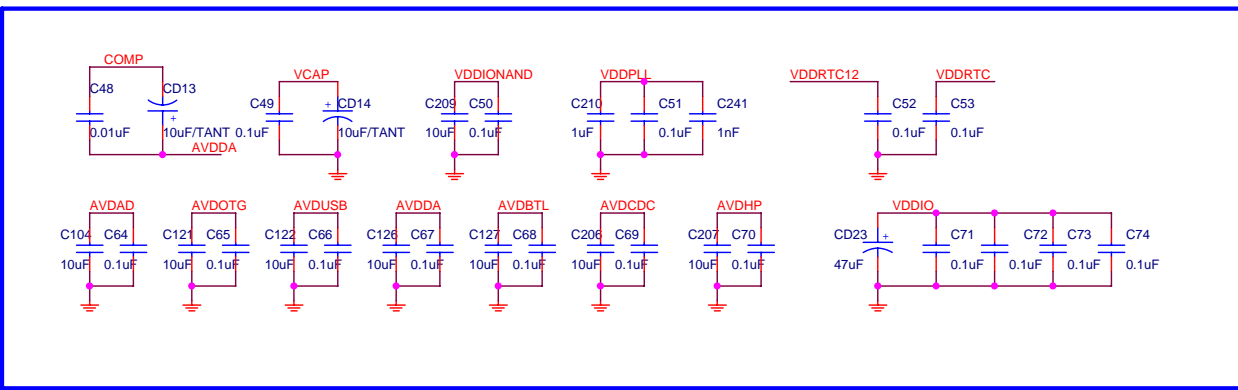 COMP
C48
CD13
0.01uF
+
10uF/TANT
AVDDA
VCAP
C49
+
CD14
0.1uF
10uF/TANT
VDDIONAND
C209
C50
10uF
0.1uF
VDDPLL
C210
C51
C241
1uF
0.1uF
1nF
VDDRTC12
VDDRTC
C52
C53
0.1uF
0.1uF
AVDAD
C104
C64
10uF
0.1uF
AVDOTG
C121
C65
10uF
0.1uF
AVDUSB
C122
C66
10uF
0.1uF
AVDDA
C126
C67
10uF
0.1uF
AVDBTL
C127
C68
10uF
0.1uF
AVDCDC
C206
C69
10uF
0.1uF
AVDHP
C207
C70
10uF
0.1uF
VDDIO
CD23
+
C71
C72
C73
C74
47uF
0.1uF
0.1uF
0.1uF
0.1uF